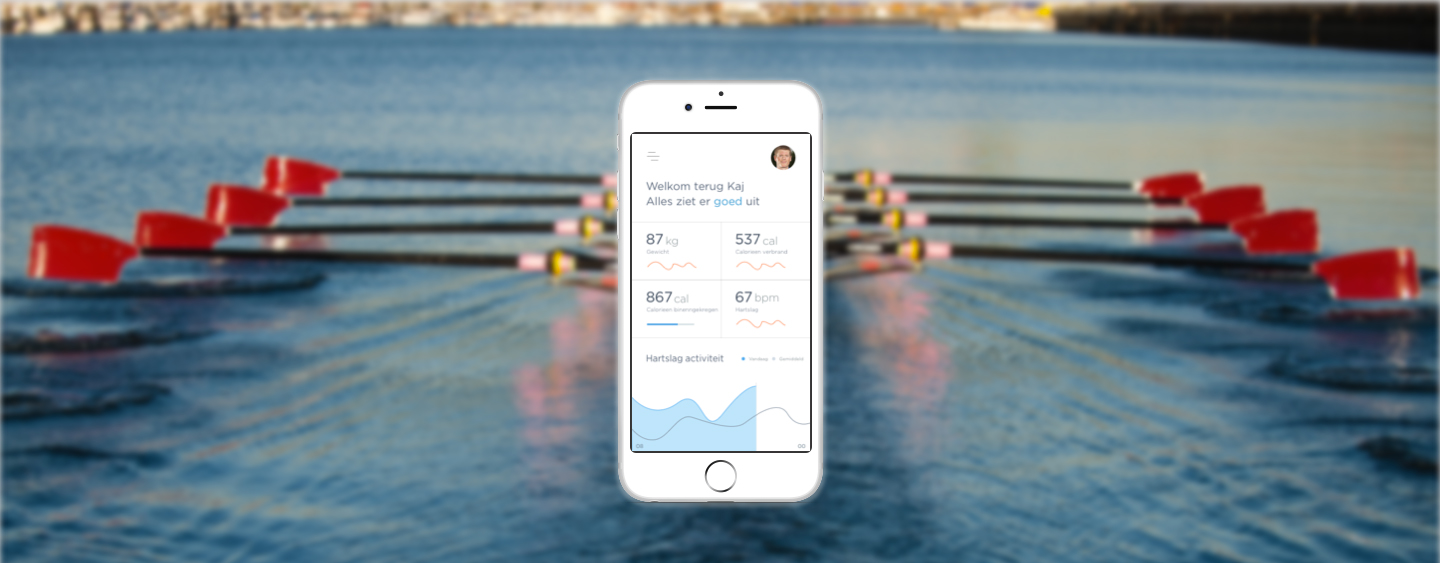 Welkom terug Kaj
Alles ziet er goed uit
87 kg
Gewicht
537 cal
Calorieen verbrand
867 cal
Calorieen binnengekregen
67 bpm
Hartslag
Hartslag activiteit
Vandaag
Gemiddeld
00